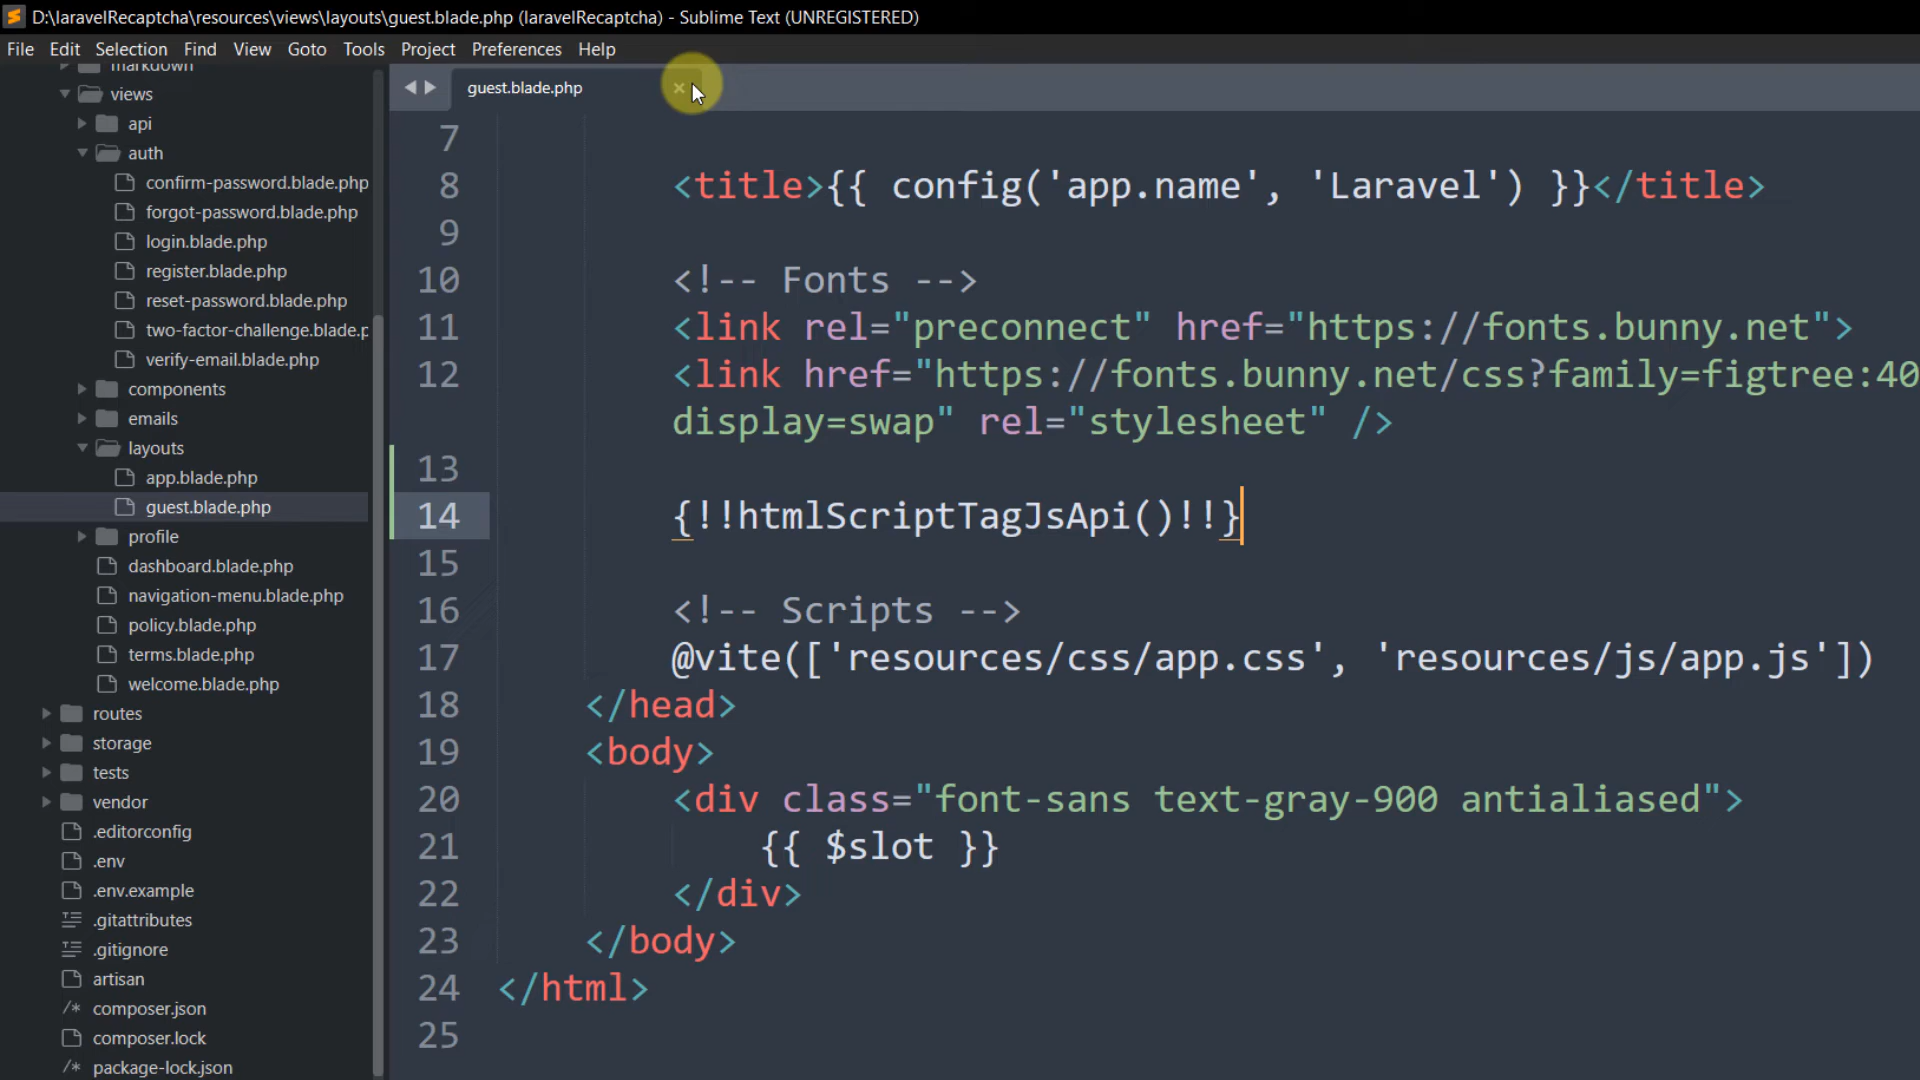 D:\laravelRecaptcha\resources\views\layouts\guest.blade.php (laravelRecaptcha) - Sublime Text (UNREGISTERED)
File Edit Selection Find View Goto Tools Project Preferences Help
markdown
views
api
auth
confirm-password.blade.php
forgot-password.blade.php
login.blade.php
register.blade.php
reset-password.blade.php
two-factor-challenge.blade.p
verify-email.blade.php
components
emails
layouts
app.blade.php
guest.blade.php
profile
dashboard.blade.php
navigation-menu.blade.php
policy.blade.php
terms.blade.php
welcome.blade.php
routes
storage
tests
vendor
.editorconfig
.env
.env.example
.gitattributes
.gitignore
artisan
/* composer.json
composer.lock
/* package-lock.json
guest.blade.php
7
8 <title>{{ config('app.name', 'Laravel') }}</title>
9
10 <!-- Fonts -->
11 <link rel="preconnect" href="https://fonts.bunny.net">
12 <link href="https://fonts.bunny.net/css?family=figtree:40
display=swap" rel="stylesheet" />
13
14 {!!htmlScriptTagJsApi()!!}
15
16 <!-- Scripts -->
17 @vite(['resources/css/app.css', 'resources/js/app.js'])
18 </head>
19 <body>
20 <div class="font-sans text-gray-900 antialiased">
21 {{ $slot }}
22 </div>
23 </body>
24 </html>
25